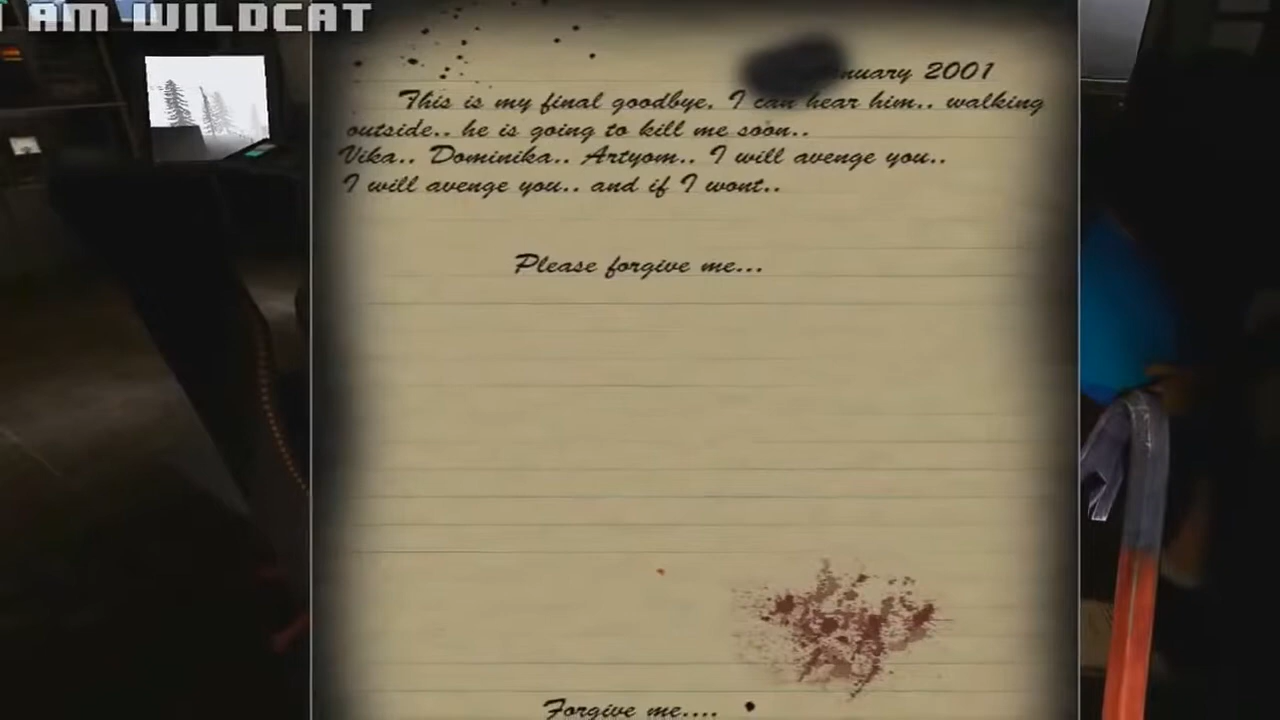 I AM WILDCAT
2001
This is my final goodbye. I can hear him.. walking
outside.. he is going to kill me soon..
Vika.. Dominika.. Artyom.. I will avenge you..
I will avenge you.. and if I wont..
Please forgive me...
Forgive me....